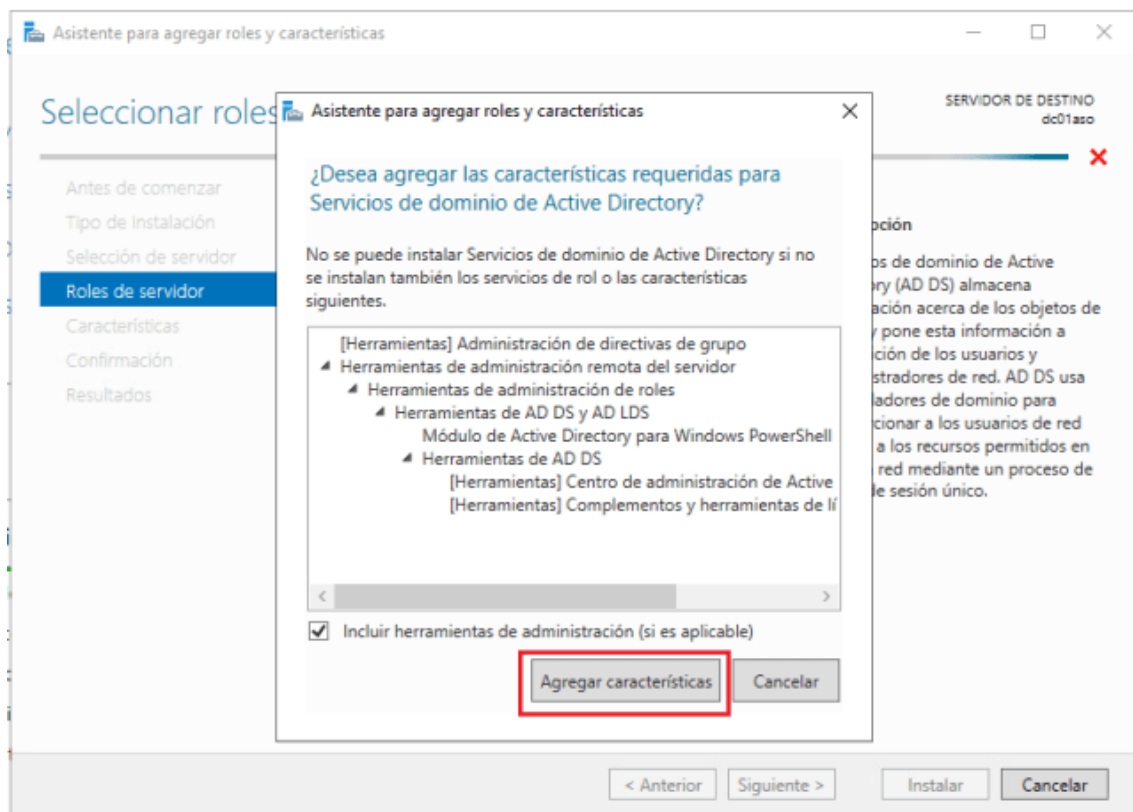 Asistente para agregar roles y características
Seleccionar roles
SERVIDOR DE DESTINO
dc01aso
Antes de comenzar
Tipo de Instalación
Selección de servidor
Roles de servidor
Características
Confirmación
Resultados
Asistente para agregar roles y características
¿Desea agregar las características requeridas para
Servicios de dominio de Active Directory?
No se puede instalar Servicios de dominio de Active Directory si no
se instalan también los servicios de rol o las características
siguientes.
[Herramientas] Administración de directivas de grupo
Herramientas de administración remota del servidor
Herramientas de administración de roles
Herramientas de AD DS y AD LDS
Módulo de Active Directory para Windows PowerShell
Herramientas de AD DS
[Herramientas] Centro de administración de Active
[Herramientas] Complementos y herramientas de lí
Incluir herramientas de administración (si es aplicable)
Agregar características
Cancelar
pción
os de dominio de Active
ory (AD DS) almacena
ación acerca de los objetos de
y pone esta información a
ición de los usuarios y
stradores de red. AD DS usa
ladores de dominio para
cionar a los usuarios de red
a los recursos permitidos en
red mediante un proceso de
de sesión único.
< Anterior
Siguiente >
Instalar
Cancelar